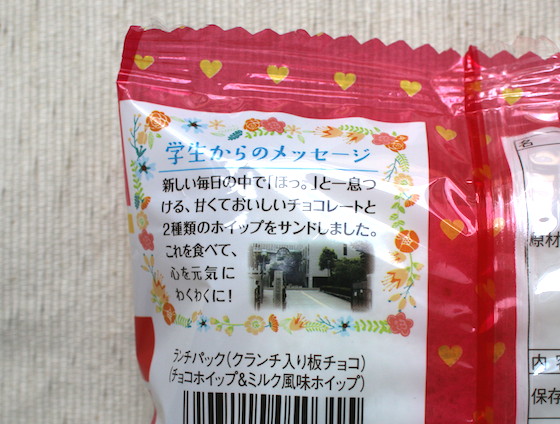 学生からのメッセージ
新しい毎日の中で「ほっ。」と一息つ
ける、甘くておいしいチョコレートと
2種類のホイップをサンドしました。
これを食べて、
心を元気に
わくわくに！
ランチパック（クランチ入り板チョコ）
（チョコホイップ&ミルク風味ホイップ）
名
原材
内容
保存